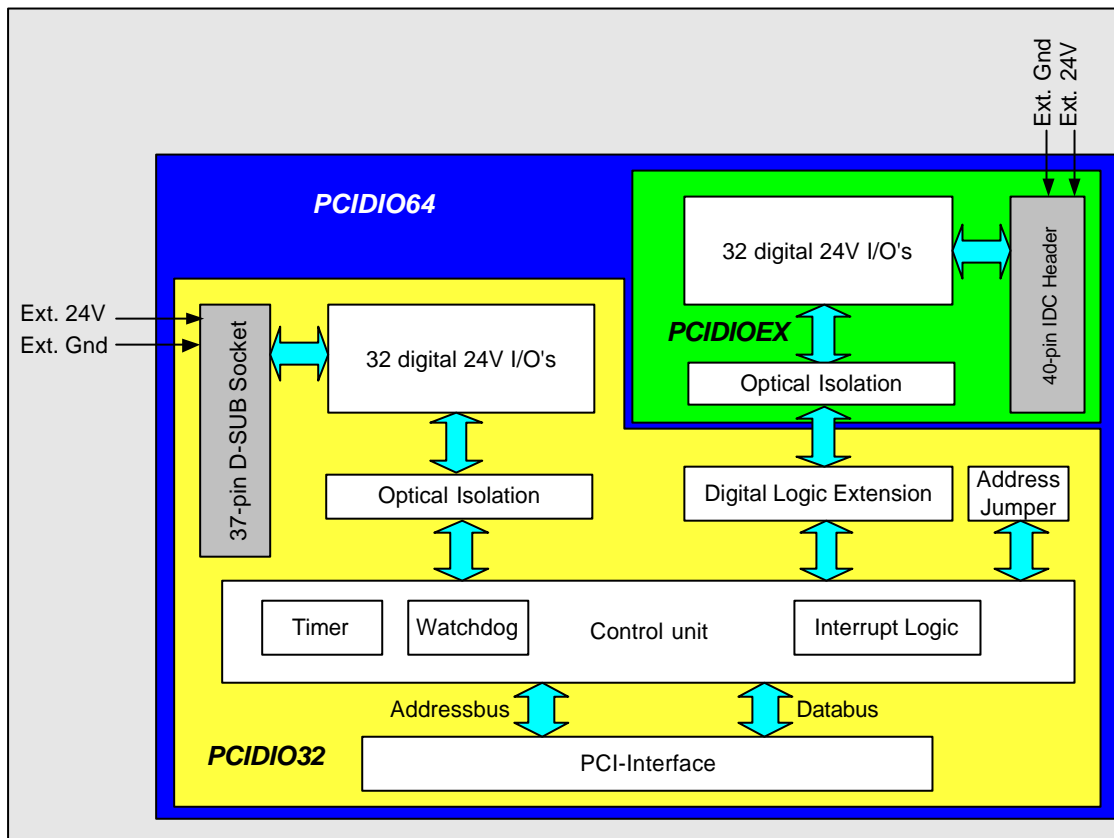 Ext. Gnd
Ext. 24V
PCIDIO64
32 digital 24V I/O's
40-pin IDC Header
PCIDIOEX
Optical Isolation
Ext. 24V
Ext. Gnd
37-pin D-SUB Socket
32 digital 24V I/O's
Optical Isolation
Digital Logic Extension
Address
Jumper
Timer
Watchdog
Control unit
Interrupt Logic
Addressbus
Databus
PCIDIO32
PCI-Interface